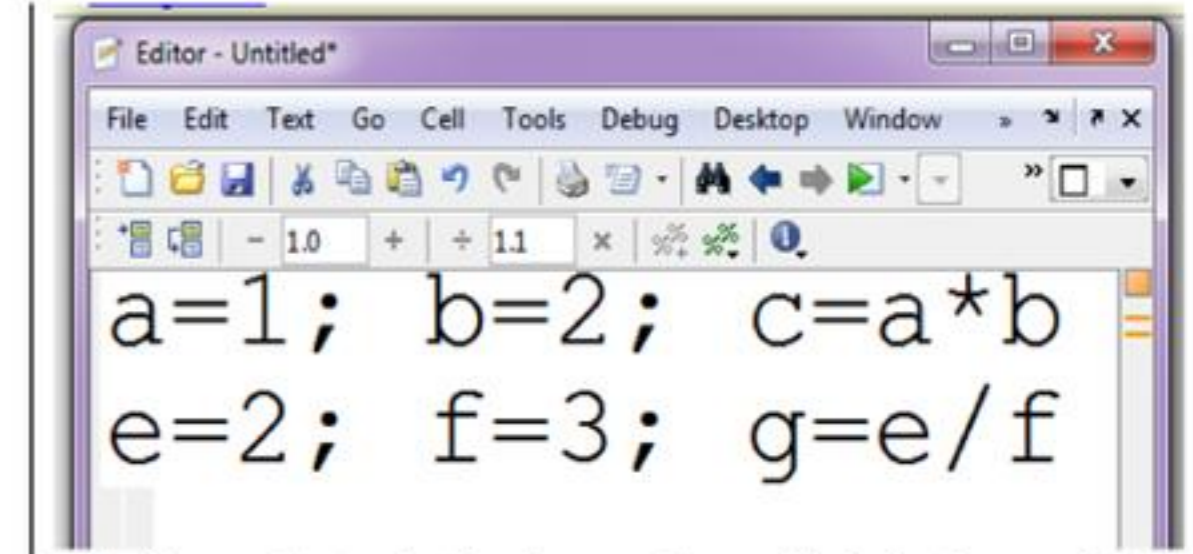 Editor - Untitled*
File Edit Text Go Cell Tools Debug Desktop Window »
»
- 1.0 + ÷ 1.1 ×
a=1; b=2; c=a*b
e=2; f=3; g=e/f